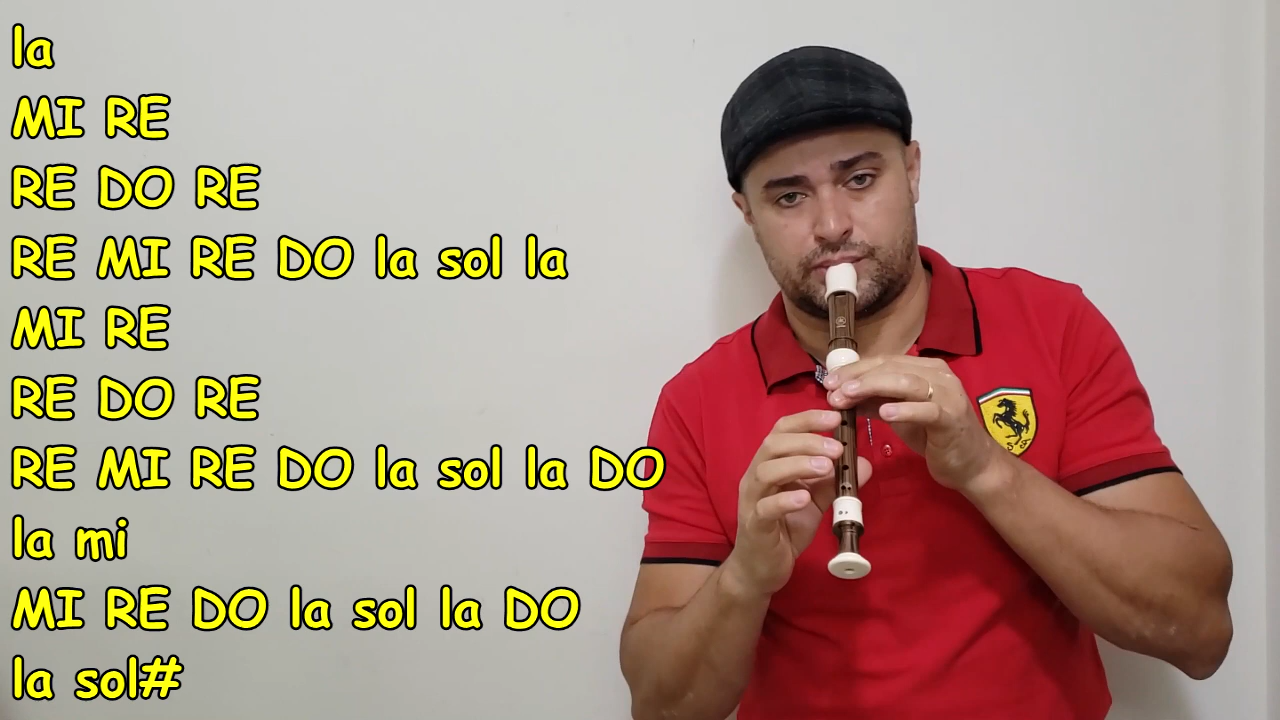 la
MI RE
RE DO RE
RE MI RE DO la sol la
MI RE
RE DO RE
RE MI RE DO la sol la DO
la mi
MI RE DO la sol la DO
la sol#